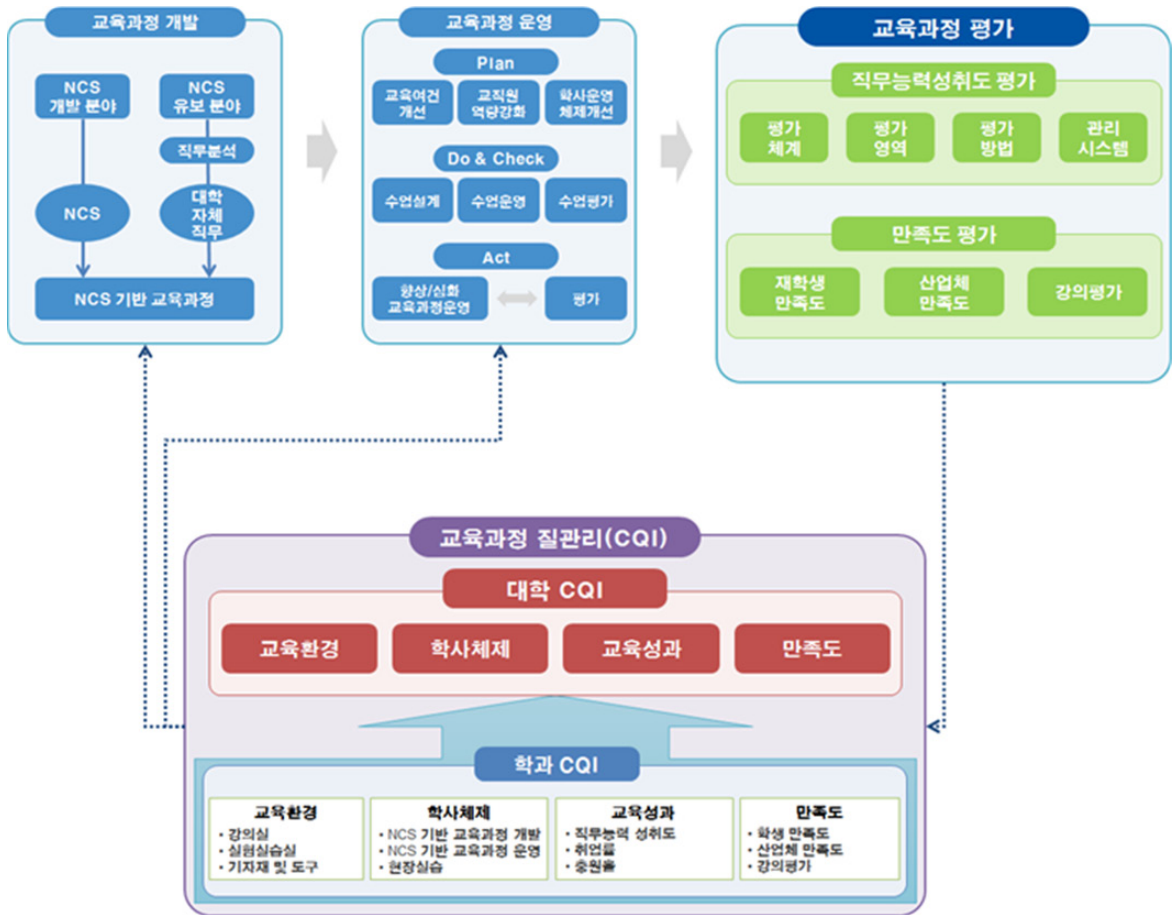 교육과정 개발
NCS
개발 분야
NCS
유보 분야
직무분석
NCS
대학
자체
직무
NCS 기반 교육과정
교육과정 운영
Plan
교육여건
개선
교직원
역량강화
학사운영
체제개선
Do & Check
수업설계
수업운영
수업평가
Act
향상/심화
교육과정운영
평가
교육과정 평가
직무능력성취도 평가
평가
체계
평가
영역
평가
방법
관리
시스템
만족도 평가
재학생
만족도
산업체
만족도
강의평가
교육과정 질관리(CQI)
대학 CQI
교육환경
학사체제
교육성과
만족도
학과 CQI
교육환경
• 강의실
• 실험실습실
• 기자재 및 도구
학사체제
• NCS 기반 교육과정 개발
• NCS 기반 교육과정 운영
• 현장실습
교육성과
• 직무능력 성취도
• 취업률
• 충원율
만족도
• 학생 만족도
• 산업체 만족도
• 강의평가